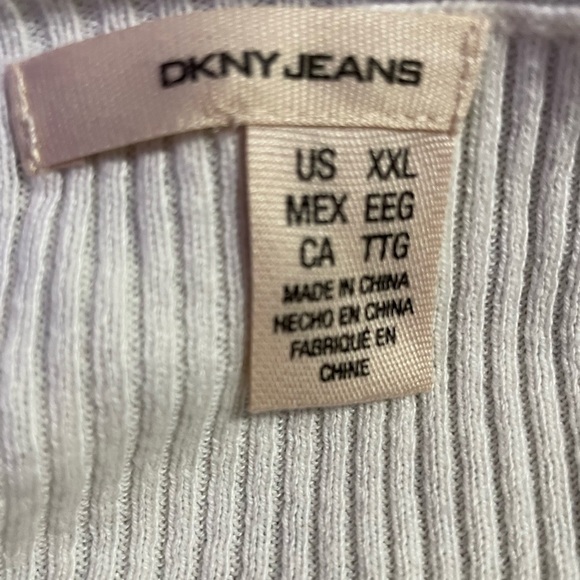 DKNY JEANS
US XXL
MEX EEG
CA TTG
MADE IN CHINA
HECHO EN CHINA
FABRIQUÉ EN
CHINE